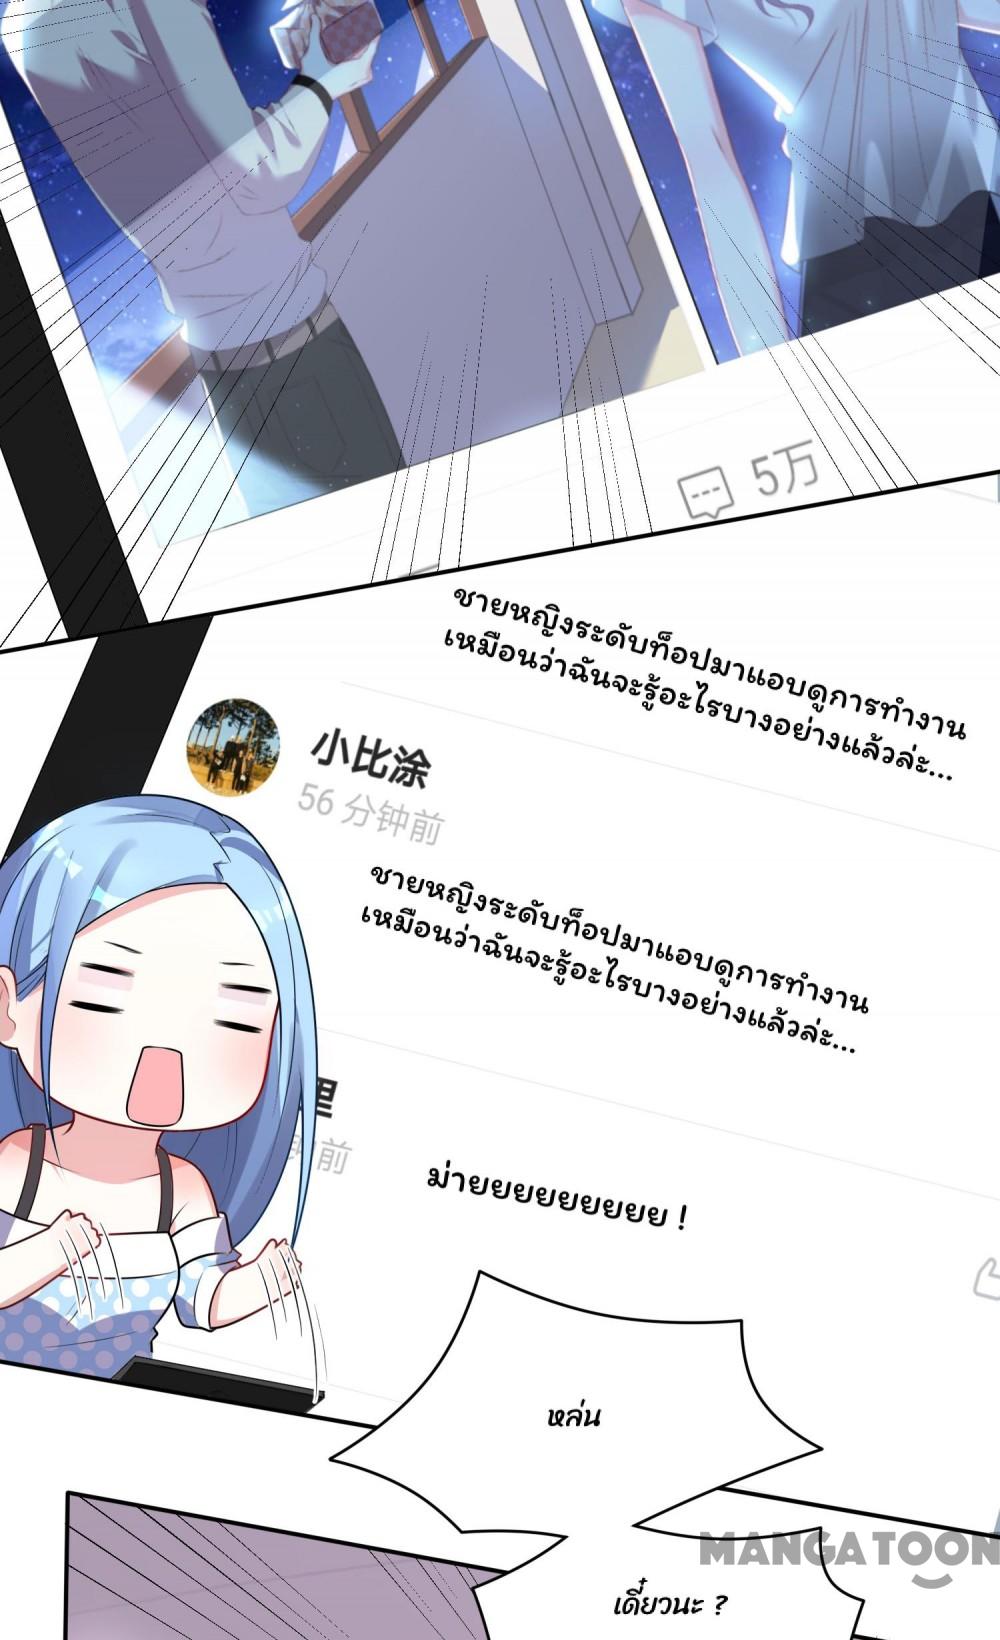 5万
ชายหญิงระดับท็อปมาแอบดูการทำงาน
เหมือนว่าฉันจะรู้อะไรบางอย่างแล้วล่ะ...
小比涂
56 分钟前
ชายหญิงระดับท็อปมาแอบดูการทำงาน
เหมือนว่าฉันจะรู้อะไรบางอย่างแล้วล่ะ...
里
钟前
ม่ายยยยยยยยย !
หล่น
MANGATOON
เดี๋ยวนะ ?